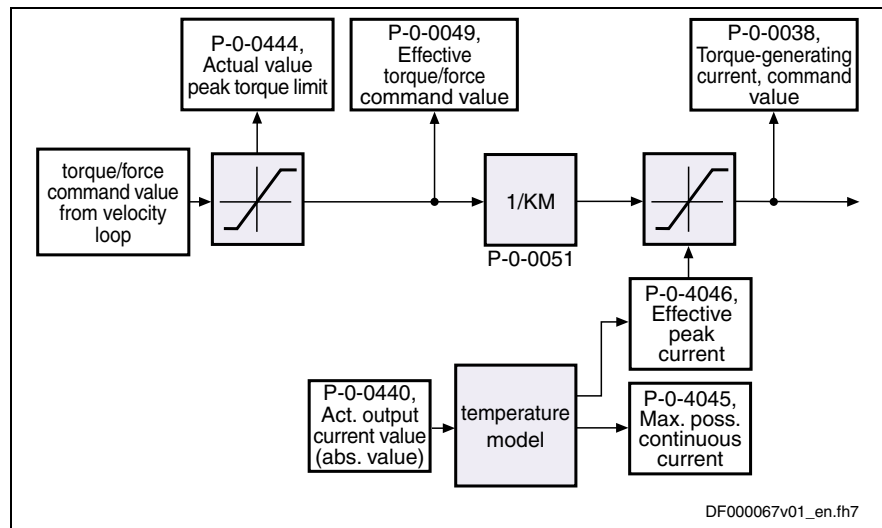 P-0-0444,
Actual value
peak torque limit
P-0-0049,
Effective
torque/force
command value
P-0-0038,
Torque-generating
current, command
value
torque/force
command value
from velocity
loop
1/KM
P-0-0051
P-0-4046,
Effective
peak
current
P-0-0440,
Act. output
current value
(abs. value)
temperature
model
P-0-4045,
Max. poss.
continuous
current
DF000067v01_en.fh7